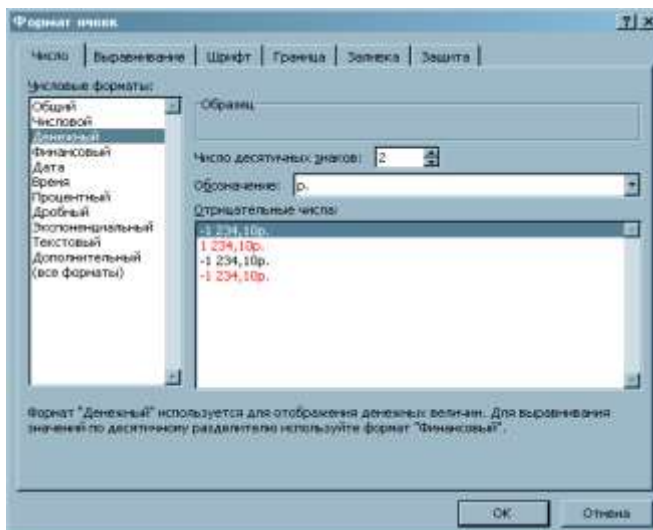 Формат ячеек
Число Выравнивание Шрифт Граница Заливка Защита
Числовые форматы:
Общий
Числовой
Денежный
Финансовый
Дата
Время
Процентный
Дробный
Экспоненциальный
Текстовый
Дополнительный
(все форматы)
Образец
Число десятичных знаков: 2
Обозначение: р.
Отрицательные числа:
-1 234,10р.
1 234,10р.
-1 234,10р.
-1 234,10р.
Формат "Денежный" используется для отображения денежных величин. Для выравнивания
значений по десятичному разделителю используйте формат "Финансовый".
OK Отмена